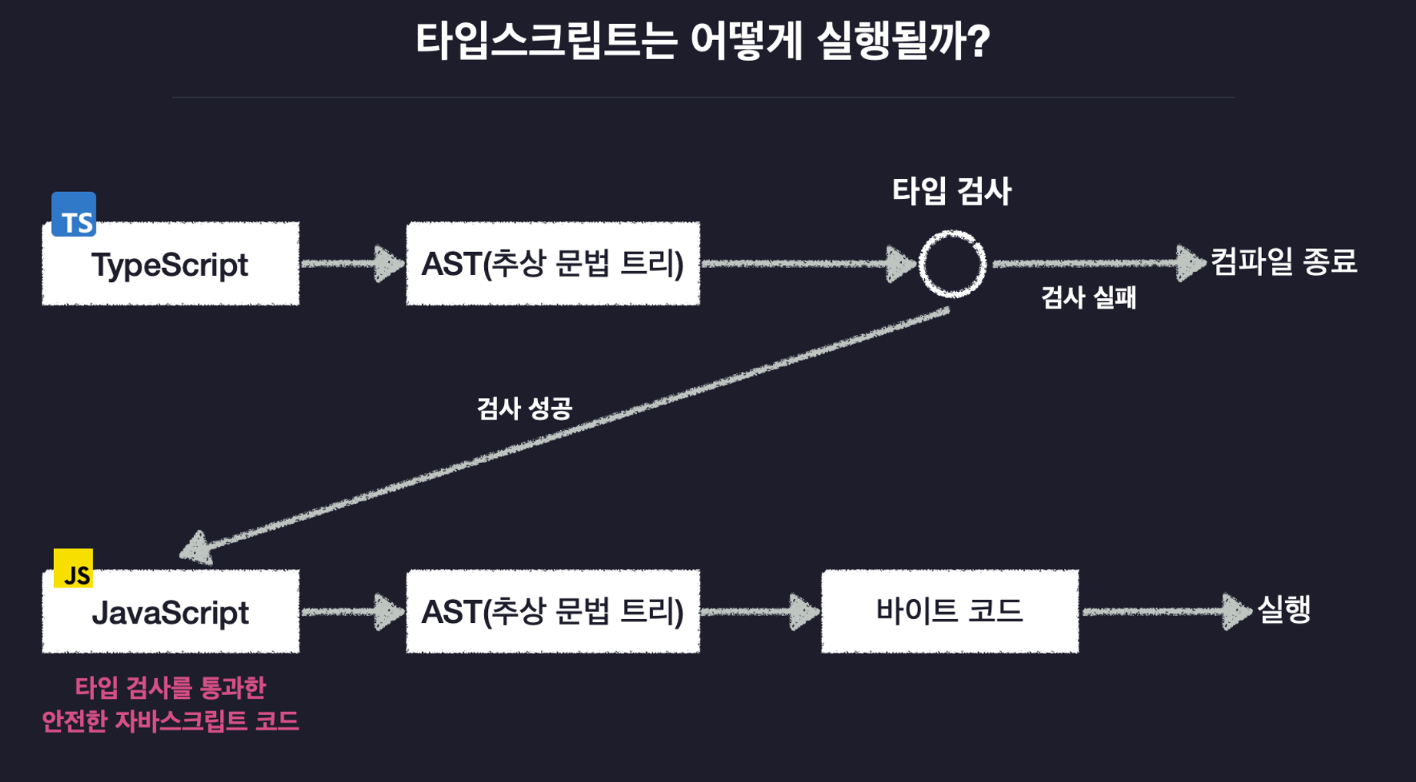 타입스크립트는 어떻게 실행될까?
타입 검사
TS
TypeScript
AST(추상 문법 트리)
컴파일 종료
검사 실패
검사 성공
JS
JavaScript
AST(추상 문법 트리)
바이트 코드
실행
타입 검사를 통과한
안전한 자바스크립트 코드